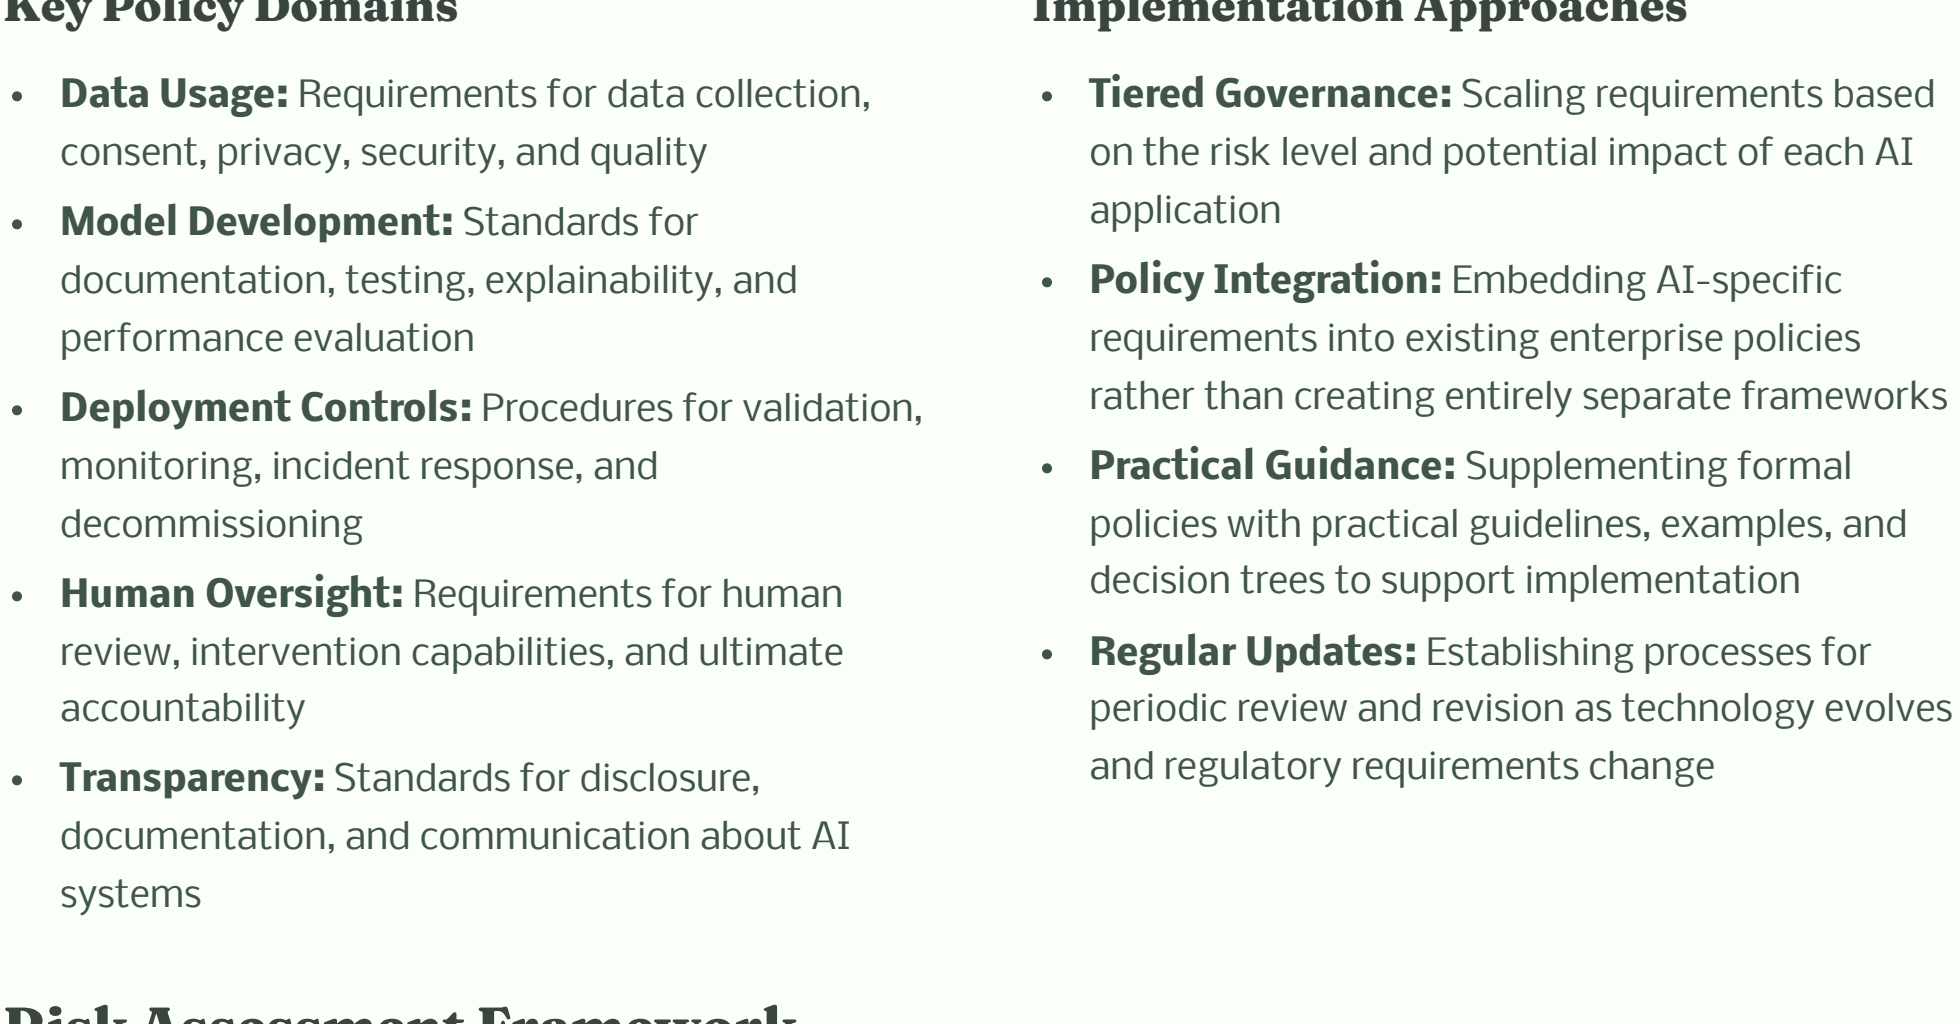 Key Policy Domains
• Data Usage: Requirements for data collection,
consent, privacy, security, and quality
• Model Development: Standards for
documentation, testing, explainability, and
performance evaluation
• Deployment Controls: Procedures for validation,
monitoring, incident response, and
decommissioning
• Human Oversight: Requirements for human
review, intervention capabilities, and ultimate
accountability
• Transparency: Standards for disclosure,
documentation, and communication about AI
systems
Implementation Approaches
• Tiered Governance: Scaling requirements based
on the risk level and potential impact of each AI
application
• Policy Integration: Embedding AI-specific
requirements into existing enterprise policies
rather than creating entirely separate frameworks
• Practical Guidance: Supplementing formal
policies with practical guidelines, examples, and
decision trees to support implementation
• Regular Updates: Establishing processes for
periodic review and revision as technology evolves
and regulatory requirements change
Risk Assessment Framework